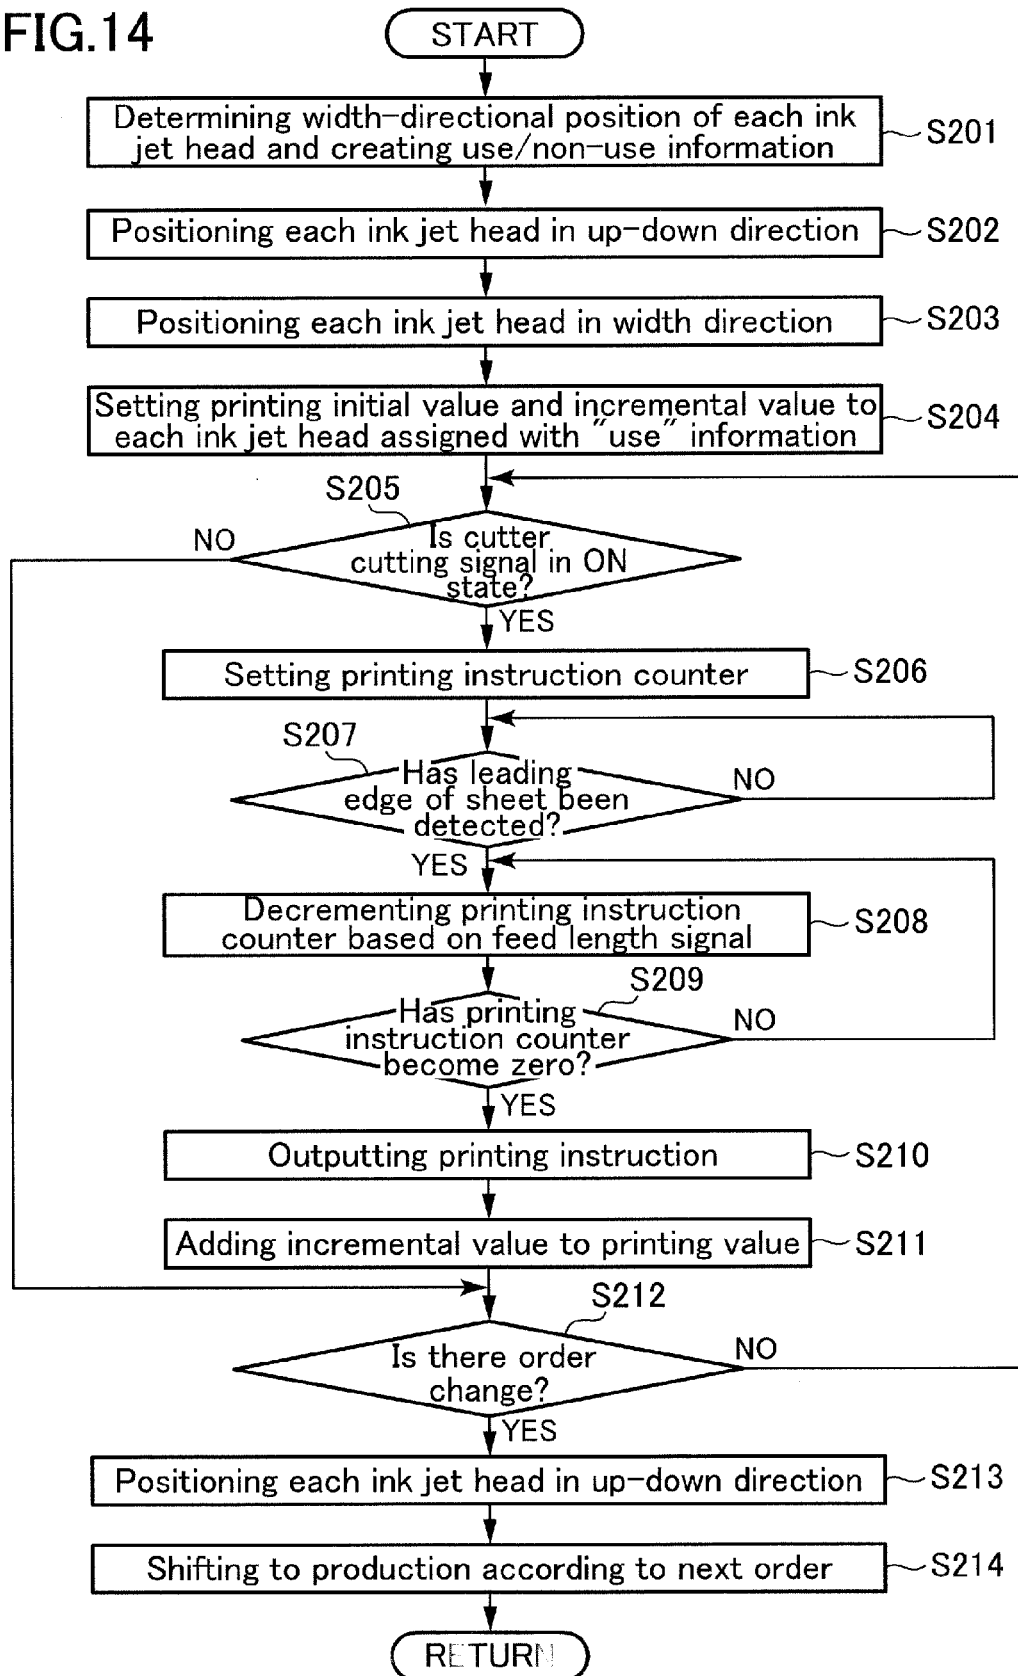 FIG.14
START
Determining width-directional position of each ink
jet head and creating use/non-use information
S201
Positioning each ink jet head in up-down direction
S202
Positioning each ink jet head in width direction
S203
Setting printing initial value and incremental value to
each ink jet head assigned with "use" information
S204
S205
NO
Is cutter
cutting signal in ON
state?
YES
Setting printing instruction counter
S206
S207
Has leading
edge of sheet been
detected?
NO
YES
Decrementing printing instruction
counter based on feed length signal
S208
S209
Has printing
instruction counter
become zero?
NO
YES
Outputting printing instruction
S210
Adding incremental value to printing value
S211
S212
Is there order
change?
NO
YES
Positioning each ink jet head in up-down direction
S213
Shifting to production according to next order
S214
RETURN